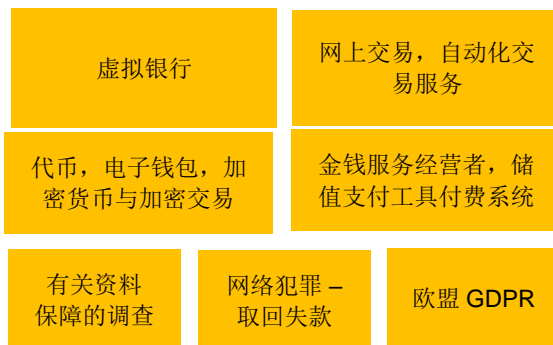 虚拟银行
网上交易，自动化交
易服务
代币，电子钱包，加
密货币与加密交易
金钱服务经营者，储
值支付工具付费系统
有关资料
保障的调查
网络犯罪 –
取回失款
欧盟 GDPR